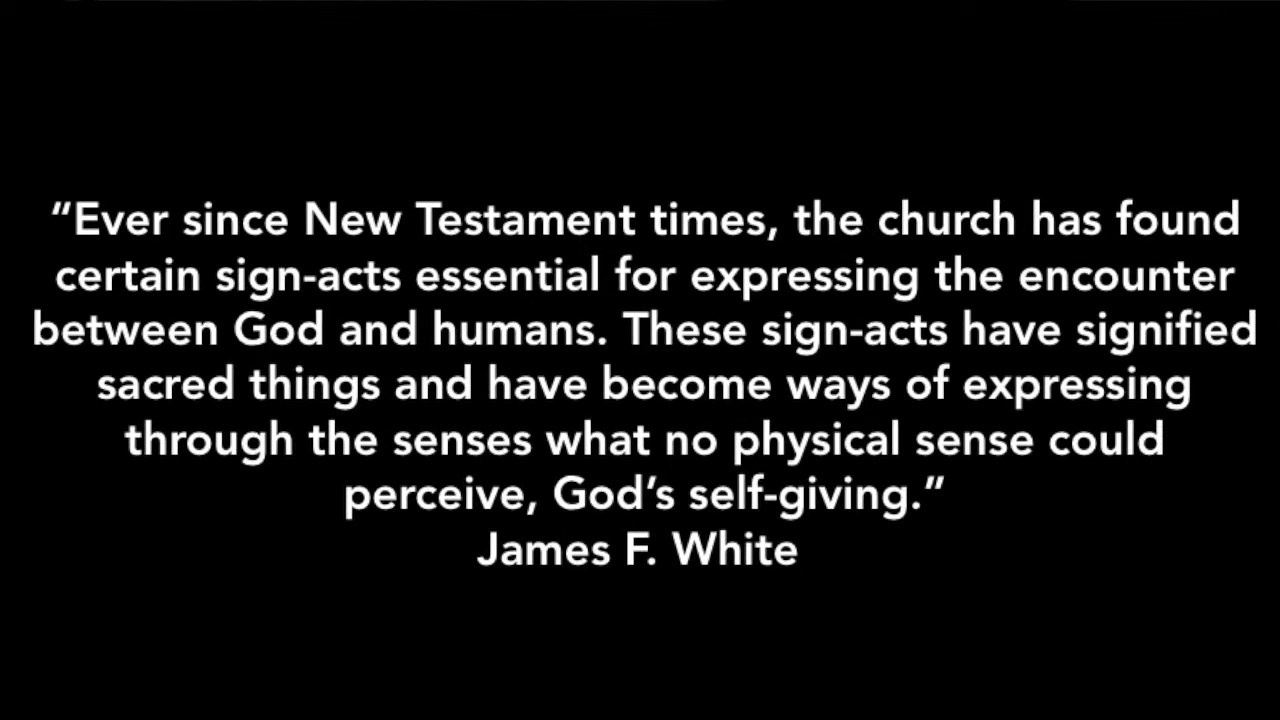 “Ever since New Testament times, the church has found
certain sign-acts essential for expressing the encounter
between God and humans. These sign-acts have signified
sacred things and have become ways of expressing
through the senses what no physical sense could
perceive, God’s self-giving.”
James F. White